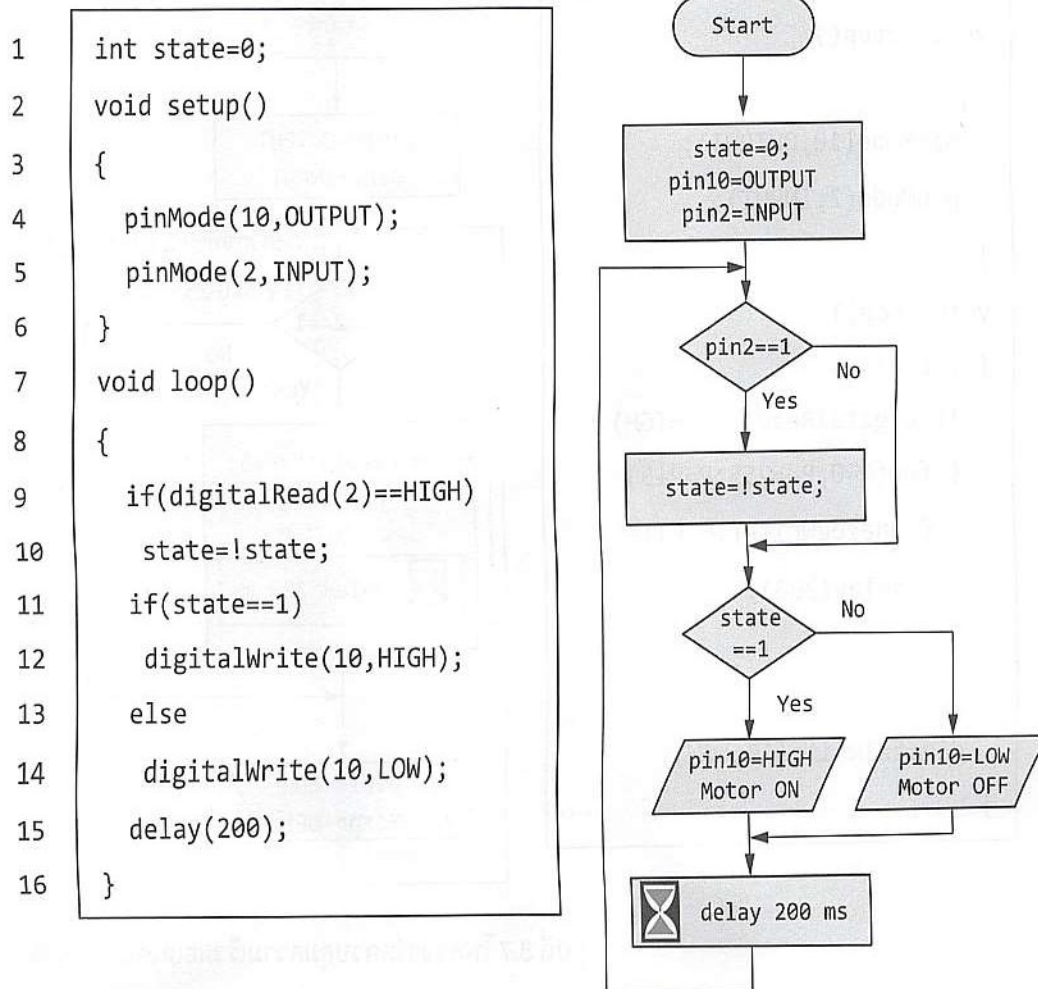 1 int state=0;
2 void setup()
3 {
4 pinMode(10,OUTPUT);
5 pinMode(2,INPUT);
6 }
7 void loop()
8 {
9 if(digitalRead(2)==HIGH)
10 state=!state;
11 if(state==1)
12 digitalWrite(10,HIGH);
13 else
14 digitalWrite(10,LOW);
15 delay(200);
16 }
Start
state=0;
pin10=OUTPUT
pin2=INPUT
pin2==1
No
Yes
state=!state;
state
==1
No
Yes
pin10=HIGH
Motor ON
pin10=LOW
Motor OFF
delay 200 ms